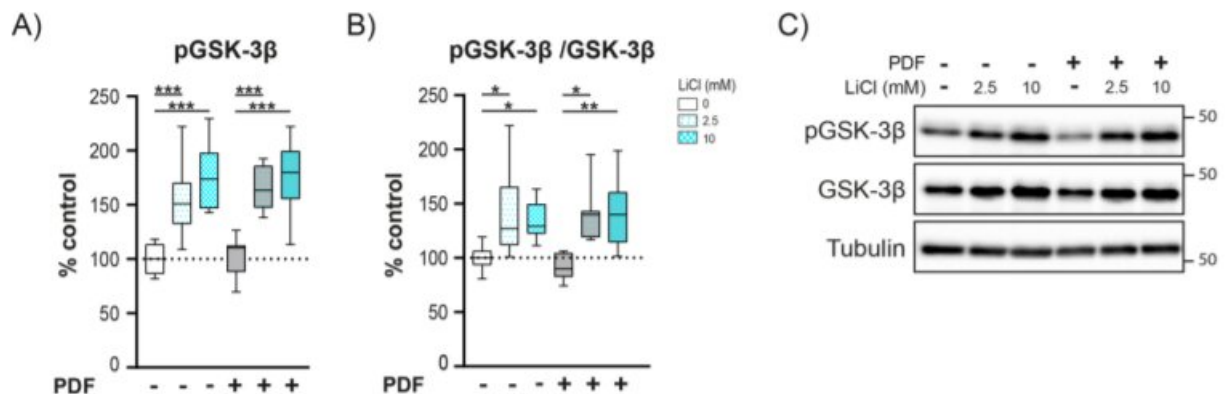 A)
pGSK-3β
***
***
***
***
250
200
150
100
50
0
% control
PDF - - - + + +
B)
pGSK-3β /GSK-3β
*
*
*
**
250
200
150
100
50
0
% control
- - - + + +
LiCl (mM)
0
2.5
10
C)
PDF - - - + + +
LiCl (mM) - 2.5 10 - 2.5 10
pGSK-3β
50
GSK-3β
50
Tubulin
50